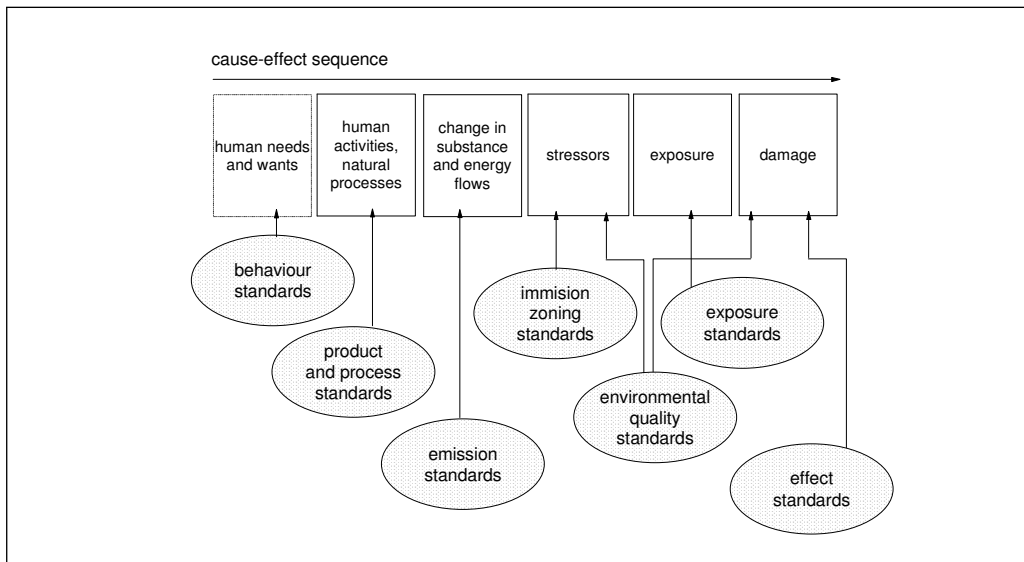 cause-effect sequence
human needs
and wants
human
activities,
natural
processes
change in
substance
and energy
flows
stressors
exposure
damage
behaviour
standards
product
and process
standards
emission
standards
immision
zoning
standards
environmental
quality
standards
exposure
standards
effect
standards